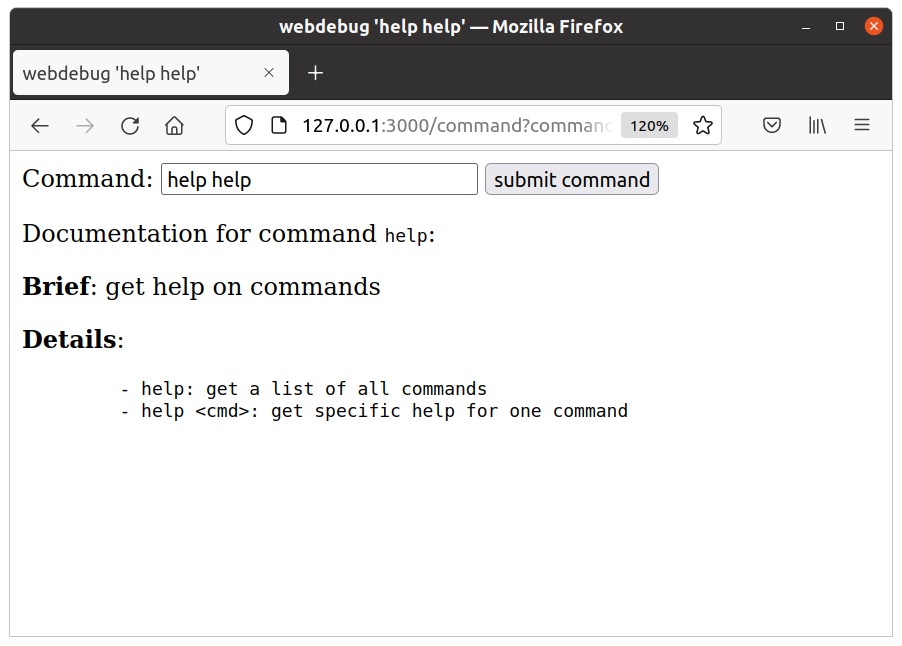 webdebug 'help help' — Mozilla Firefox
webdebug 'help help'
127.0.0.1:3000/command?comman 120%
Command: help help submit command
Documentation for command help:
Brief: get help on commands
Details:
- help: get a list of all commands
- help <cmd>: get specific help for one command